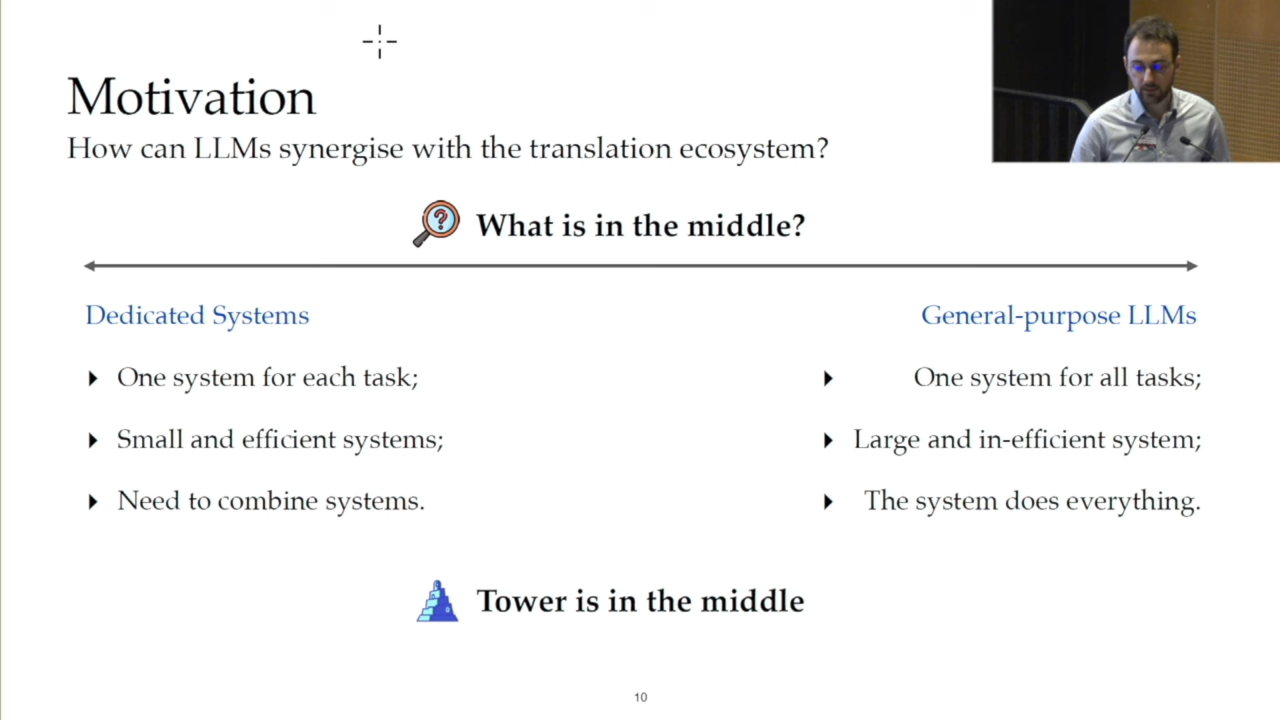 Motivation
How can LLMs synergise with the translation ecosystem?
What is in the middle?
Dedicated Systems
One system for each task;
Small and efficient systems;
Need to combine systems.
General-purpose LLMs
One system for all tasks;
Large and in-efficient system;
The system does everything.
Tower is in the middle
10